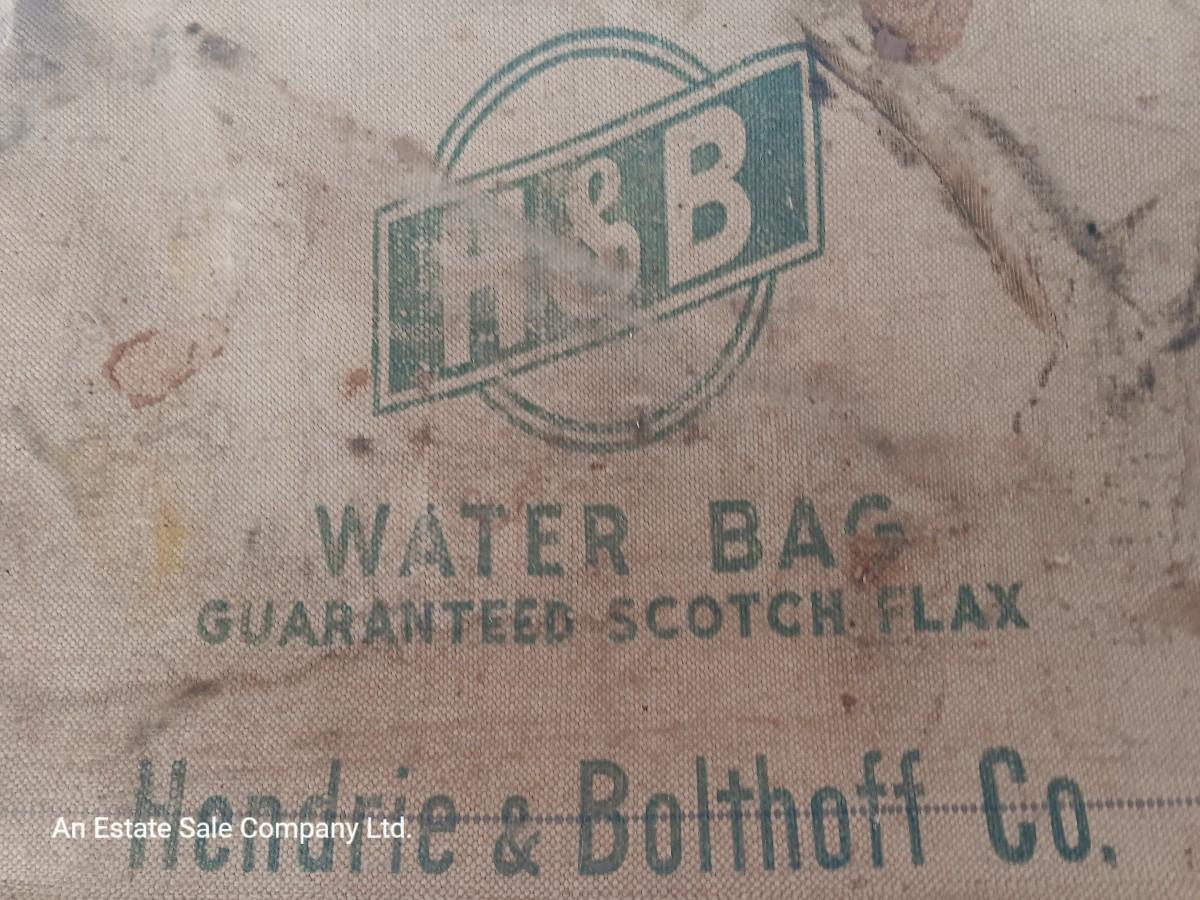 H&B
WATER BAG
GUARANTEED SCOTCH FLAX
Hendrie & Bolthoff Co.
An Estate Sale Company Ltd.